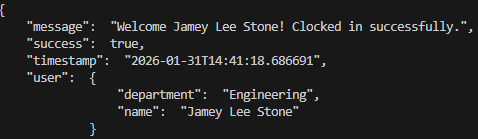 {
"message": "Welcome Jamey Lee Stone! Clocked in successfully.",
"success": true,
"timestamp": "2026-01-31T14:41:18.686691",
"user": {
"department": "Engineering",
"name": "Jamey Lee Stone"
}